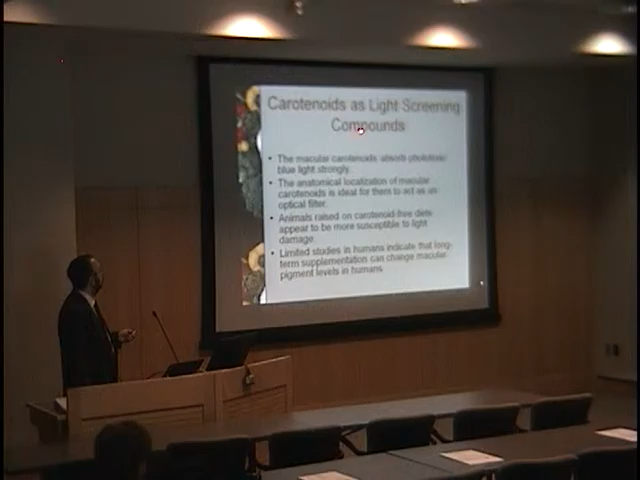 Carotenoids as Light Screening
Compounds
• The macular carotenoids absorb phototoxic
blue light strongly.
• The anatomical localization of macular
carotenoids is ideal for them to act as an
optical filter.
• Animals raised on carotenoid-free diets
appear to be more susceptible to light
damage.
• Limited studies in humans indicate that long-
term supplementation can change macular
pigment levels in humans